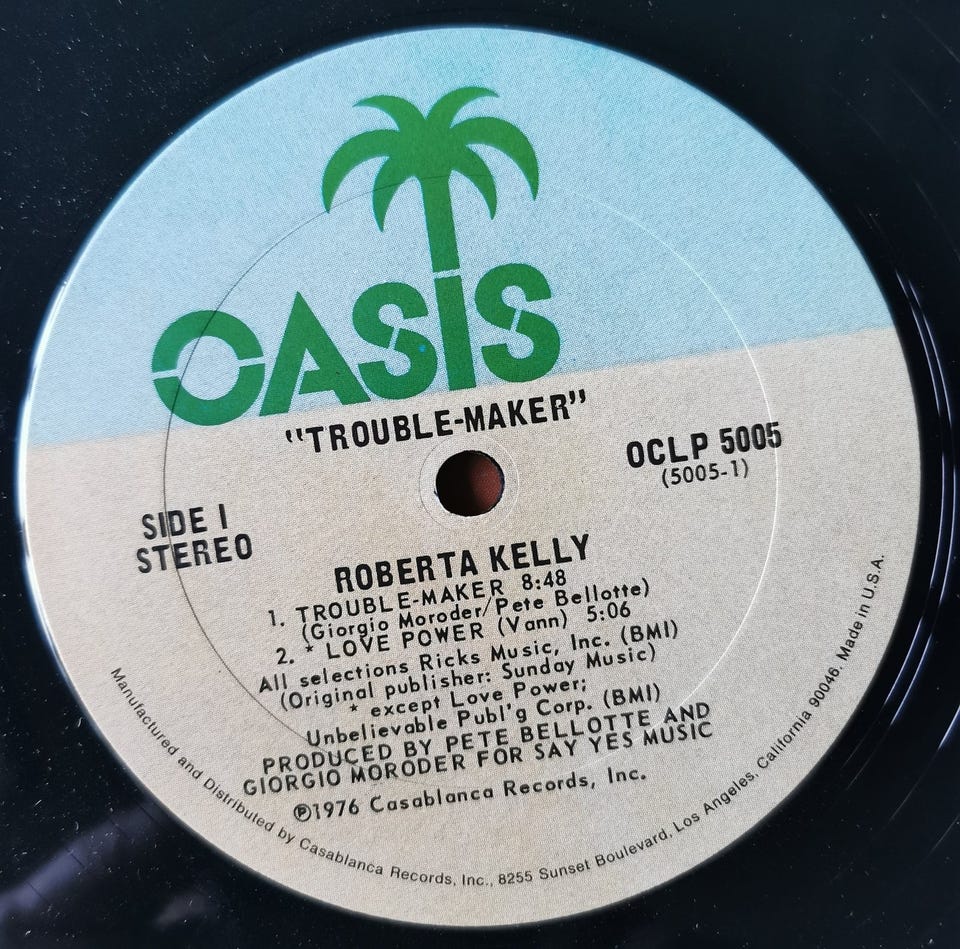 OASIS
"TROUBLE-MAKER"
OCLP 5005
(5005-1)
SIDE I
STEREO
ROBERTA KELLY
1. TROUBLE-MAKER 8:48
(Giorgio Moroder/Pete Bellotte)
2. * LOVE POWER (Vann) 5:06
All selections Ricks Music, Inc. (BMI)
(Original publisher: Sunday Music)
* except Love Power;
Unbelievable Publ'g Corp. (BMI)
PRODUCED BY PETE BELLOTTE AND
GIORGIO MORODER FOR SAY YES MUSIC
℗1976 Casablanca Records, Inc.
Manufactured and Distributed by Casablanca Records, Inc., 8255 Sunset Boulevard, Los Angeles, California 90046. Made in U.S.A.